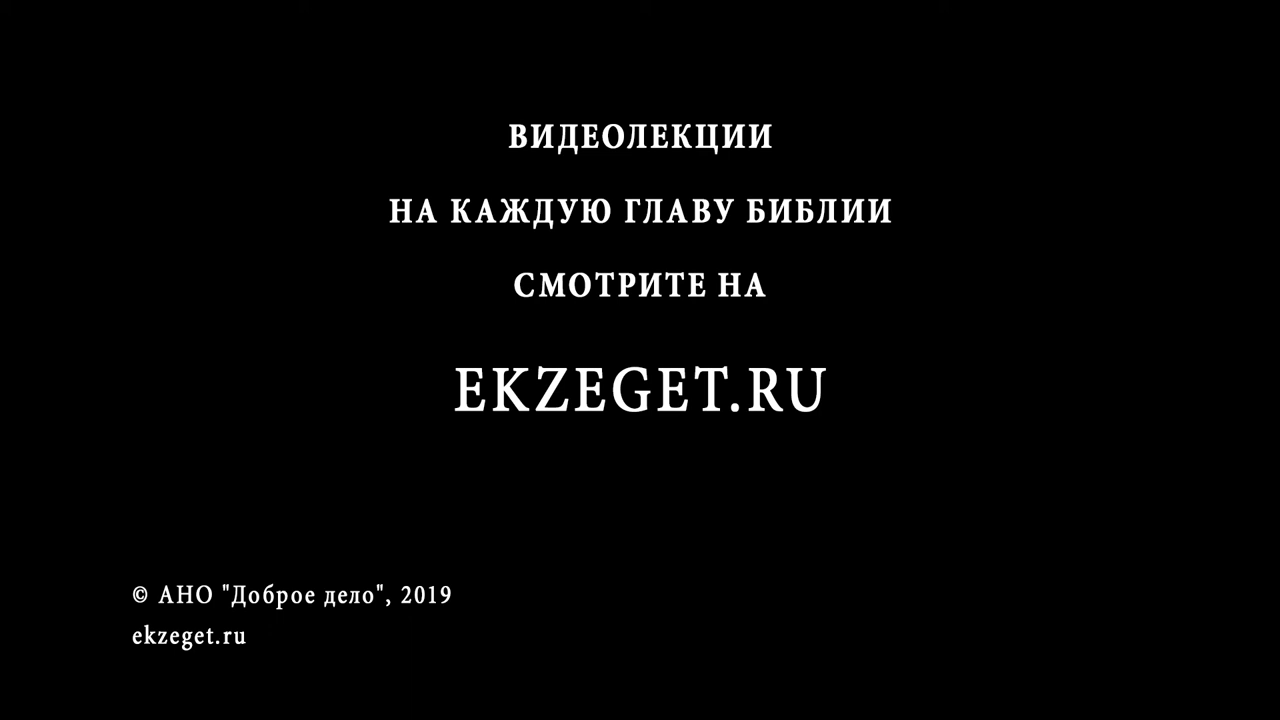 ВИДЕОЛЕКЦИИ
НА КАЖДУЮ ГЛАВУ БИБЛИИ
СМОТРИТЕ НА
EKZEGET.RU
© АНО "Доброе дело", 2019
ekzeget.ru